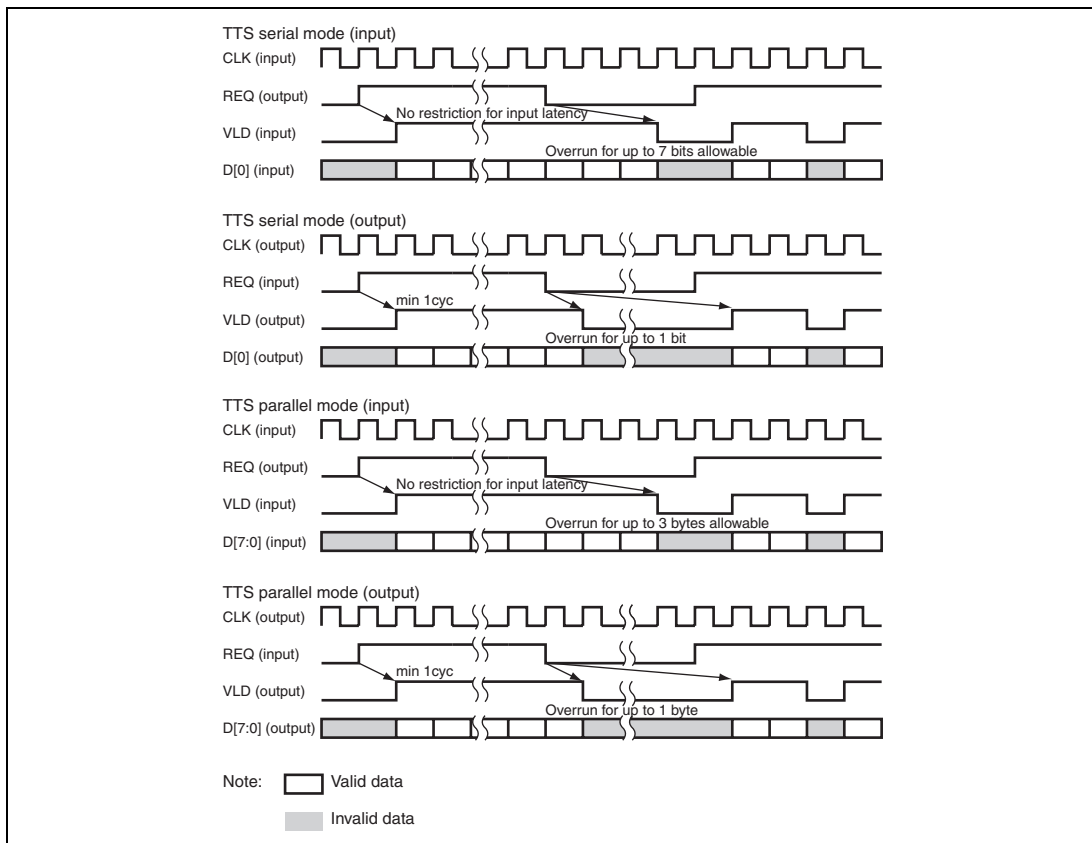 TTS serial mode (input)
CLK (input)
REQ (output)
No restriction for input latency
VLD (input)
Overrun for up to 7 bits allowable
D[0] (input)
TTS serial mode (output)
CLK (output)
REQ (input)
min 1cyc
VLD (output)
Overrun for up to 1 bit
D[0] (output)
TTS parallel mode (input)
CLK (input)
REQ (output)
No restriction for input latency
VLD (input)
Overrun for up to 3 bytes allowable
D[7:0] (input)
TTS parallel mode (output)
CLK (output)
REQ (input)
min 1cyc
VLD (output)
Overrun for up to 1 byte
D[7:0] (output)
Note: Valid data
Invalid data